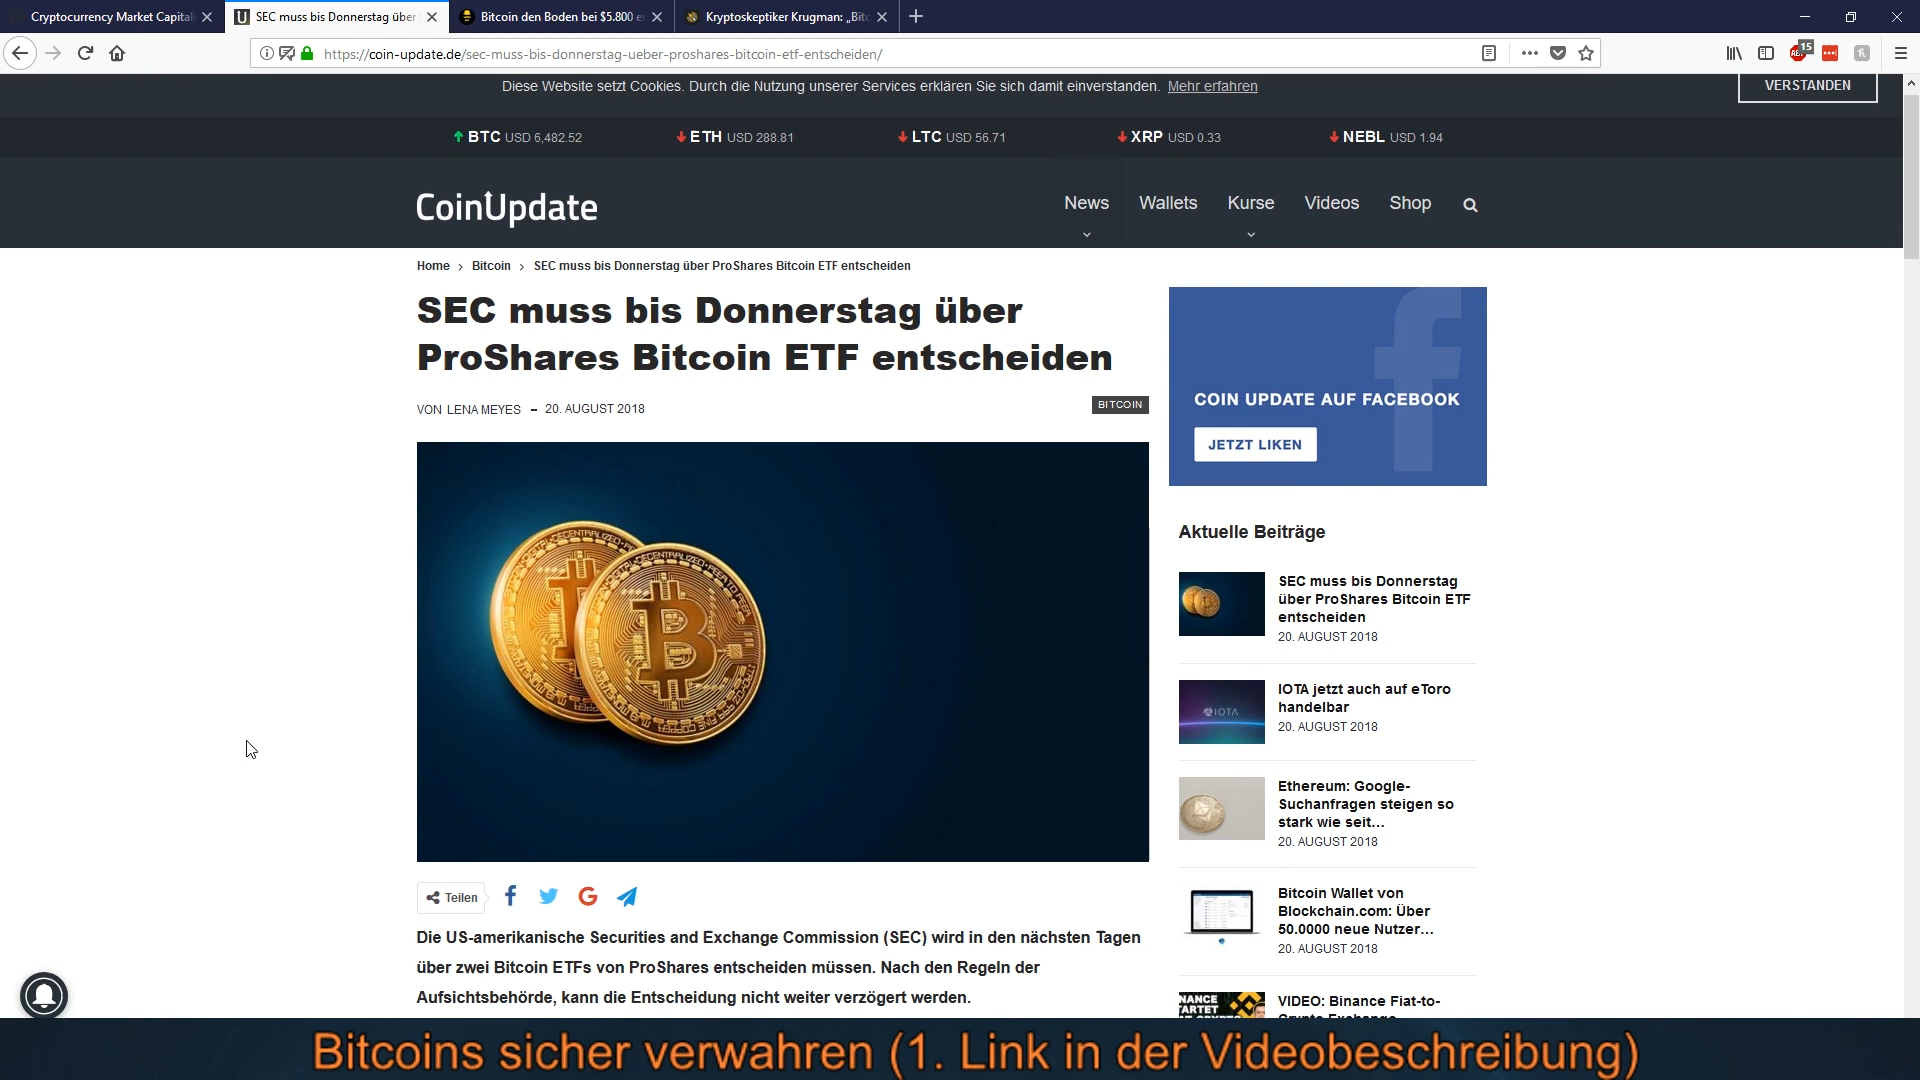 Cryptocurrency Market Capital
SEC muss bis Donnerstag über
Bitcoin den Boden bei $5.800 e
Kryptoskeptiker Krugman: „Bitc
https://coin-update.de/sec-muss-bis-donnerstag-ueber-proshares-bitcoin-etf-entscheiden/
15
Diese Website setzt Cookies. Durch die Nutzung unserer Services erklären Sie sich damit einverstanden. Mehr erfahren
VERSTANDEN
BTC USD 6,482.52
ETH USD 288.81
LTC USD 56.71
XRP USD 0.33
NEBL USD 1.94
CoinUpdate
News
Wallets
Kurse
Videos
Shop
Home > Bitcoin > SEC muss bis Donnerstag über ProShares Bitcoin ETF entscheiden
SEC muss bis Donnerstag über
ProShares Bitcoin ETF entscheiden
VON LENA MEYES – 20. AUGUST 2018
BITCOIN
Teilen
Die US-amerikanische Securities and Exchange Commission (SEC) wird in den nächsten Tagen
über zwei Bitcoin ETFs von ProShares entscheiden müssen. Nach den Regeln der
Aufsichtsbehörde, kann die Entscheidung nicht weiter verzögert werden.
COIN UPDATE AUF FACEBOOK
JETZT LIKEN
Aktuelle Beiträge
SEC muss bis Donnerstag
über ProShares Bitcoin ETF
entscheiden
20. AUGUST 2018
IOTA
IOTA jetzt auch auf eToro
handelbar
20. AUGUST 2018
Ethereum: Google-
Suchanfragen steigen so
stark wie seit...
20. AUGUST 2018
Bitcoin Wallet von
Blockchain.com: Über
50.0000 neue Nutzer...
20. AUGUST 2018
VIDEO: Binance Fiat-to-
Crypto Exchange
Bitcoins sicher verwahren (1. Link in der Videobeschreibung)